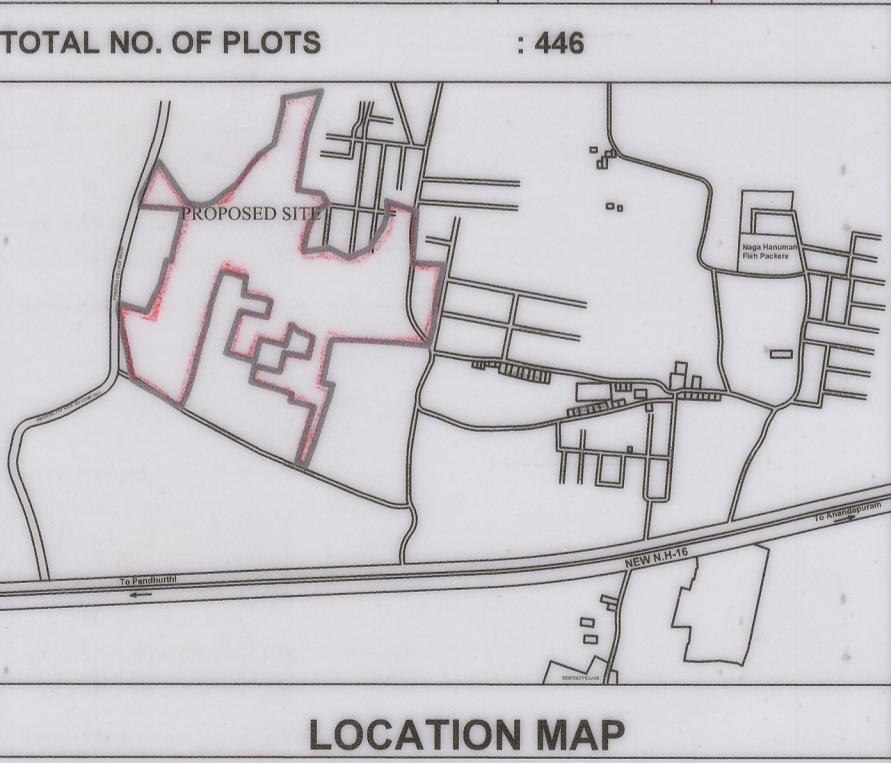 TOTAL NO. OF PLOTS : 446
PROPOSED SITE
Naga Hanuman
Fish Packers
To Anandapuram
NEW N.H-16
To Pendhurthi
LOCATION MAP